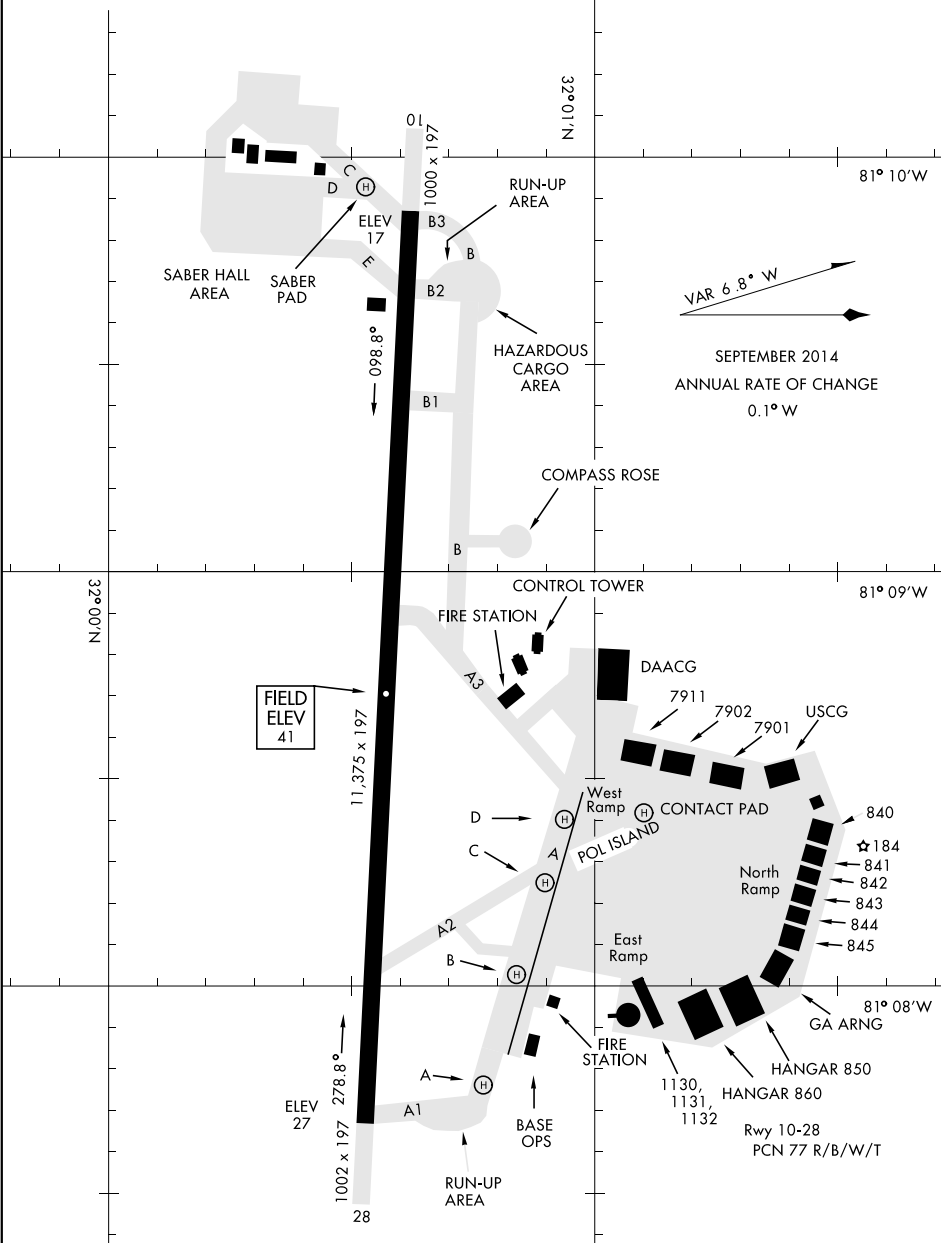 32°01'N
01
1000 x 197
81° 10'W
C
H
D
RUN-UP
AREA
ELEV
17
B3
B
E
SABER HALL
AREA
SABER
PAD
B2
VAR 6.8° W
098.8°
HAZARDOUS
CARGO
AREA
SEPTEMBER 2014
ANNUAL RATE OF CHANGE
0.1° W
B1
COMPASS ROSE
B
32°00'N
CONTROL TOWER
81° 09'W
FIRE STATION
A3
DAACG
FIELD
ELEV
41
7911
7902
7901
USCG
11,375 x 197
West
Ramp
D
H
H
CONTACT PAD
840
POL ISLAND
A
184
C
841
H
North
Ramp
842
843
844
A2
East
Ramp
845
B
H
81° 08'W
GA ARNG
278.8°
FIRE
STATION
HANGAR 850
A
H
1130,
1131,
1132
HANGAR 860
ELEV
27
A1
BASE
OPS
Rwy 10-28
PCN 77 R/B/W/T
1002 x 197
RUN-UP
AREA
28